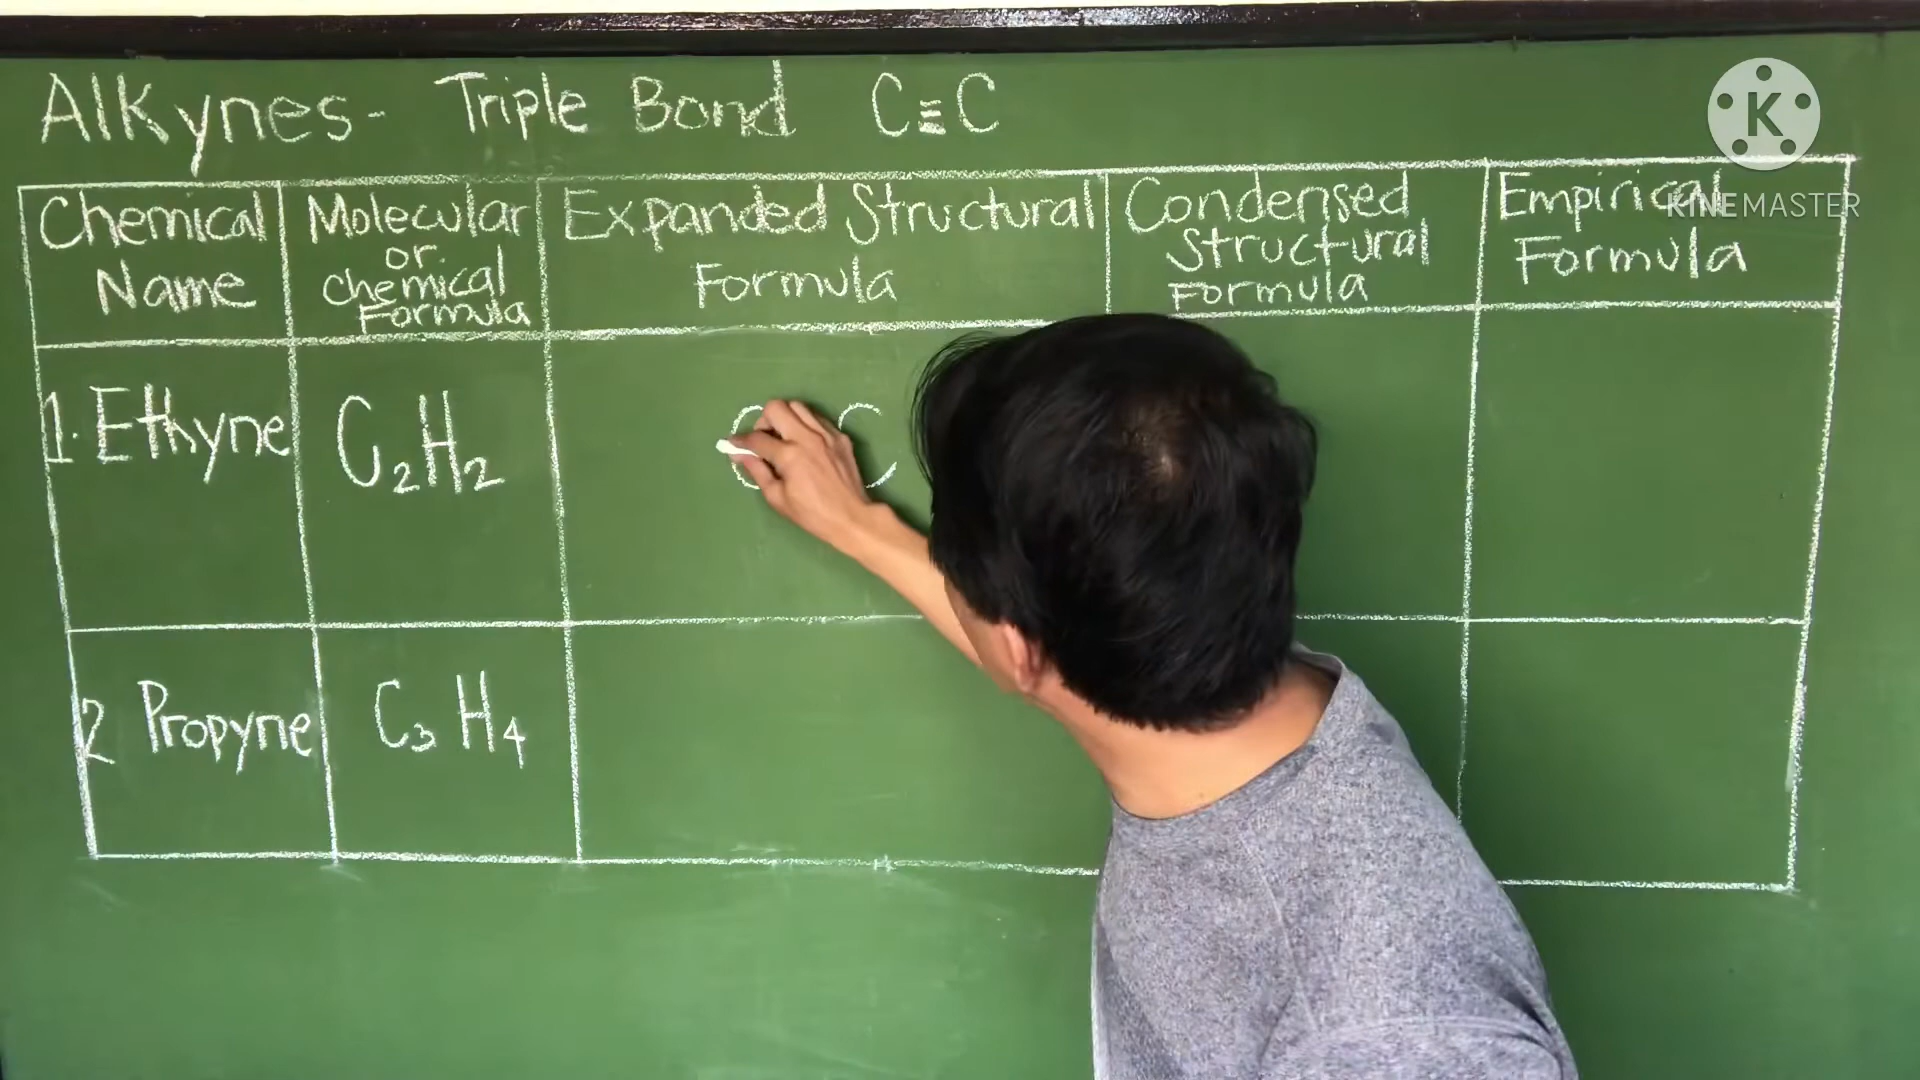 Alkynes- Triple Bond C≡C
K
KINEMASTER
Chemical
Name
Molecular
or
chemical
Formula
Expanded Structural
Formula
Condensed
Structural
Formula
Empirical
Formula
1. Ethyne
C₂H₂
C C
2 Propyne
C₃H₄